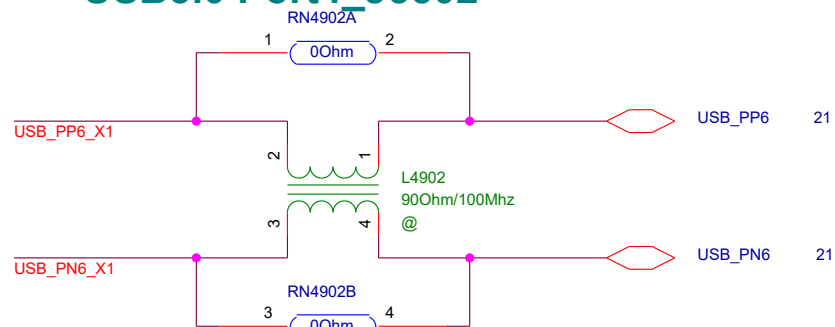 RN4902A
1 2
0Ohm
USB_PP6_X1
USB_PP6 21
2 1
L4902
90Ohm/100Mhz
@
3 4
USB_PN6_X1
USB_PN6 21
RN4902B
3 4
0Ohm